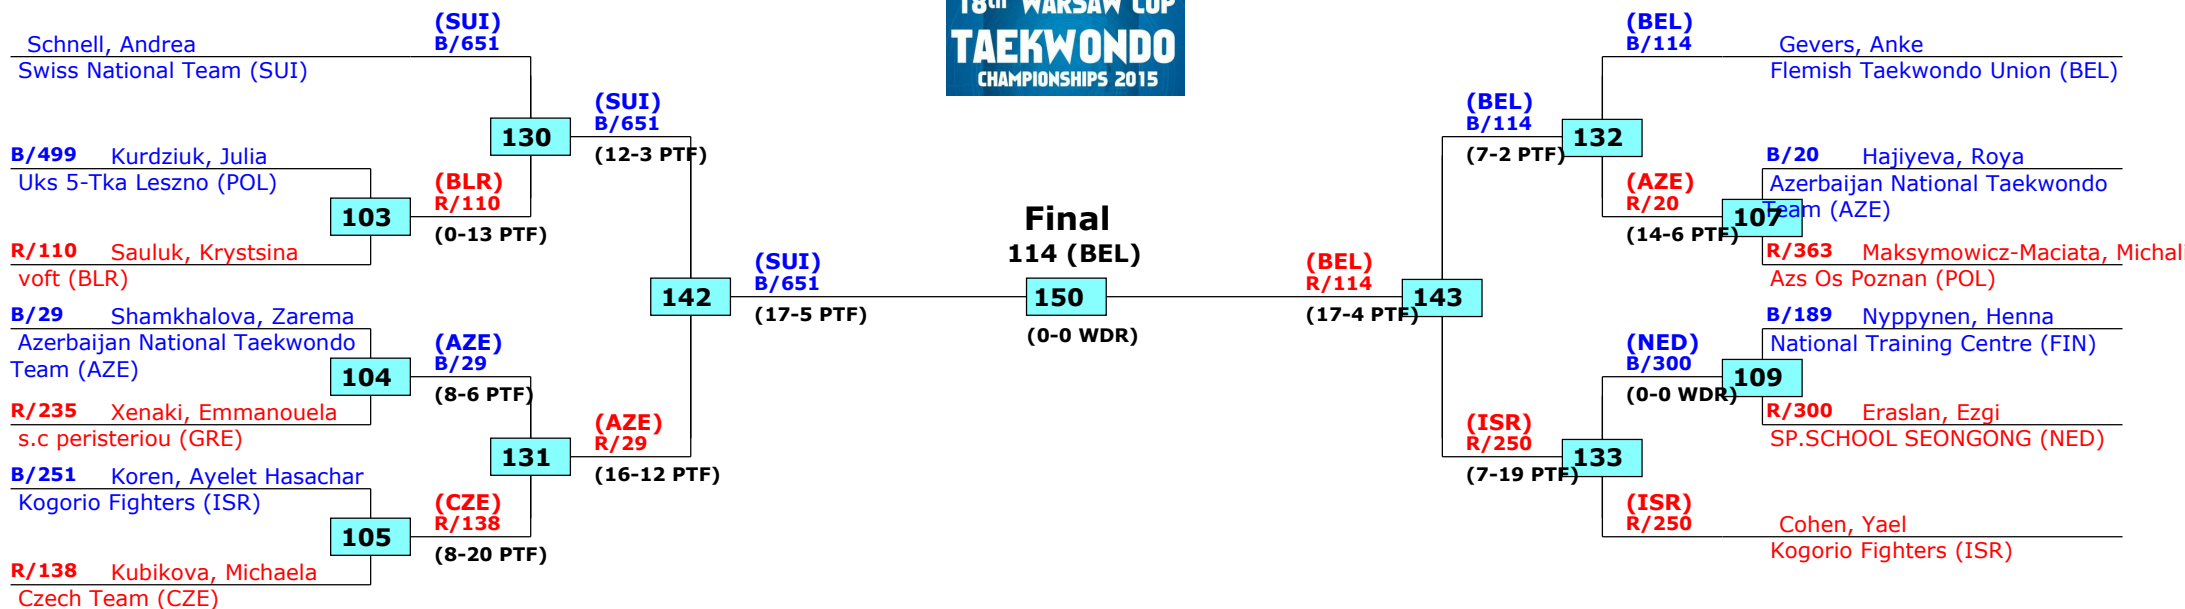 18th WARSAW CUP
TAEKWONDO
CHAMPIONSHIPS 2015
(SUI)
B/651
Schnell, Andrea
Swiss National Team (SUI)
(SUI)
B/651
130
(12-3 PTF)
B/499 Kurdziuk, Julia
Uks 5-Tka Leszno (POL)
(BLR)
R/110
103
(0-13 PTF)
R/110 Sauluk, Krystsina
voft (BLR)
(SUI)
B/651
142
(17-5 PTF)
B/29 Shamkhalova, Zarema
Azerbaijan National Taekwondo
Team (AZE)
(AZE)
B/29
104
(8-6 PTF)
R/235 Xenaki, Emmanouela
s.c peristeriou (GRE)
(AZE)
R/29
131
(16-12 PTF)
B/251 Koren, Ayelet Hasachar
Kogorio Fighters (ISR)
(CZE)
R/138
105
(8-20 PTF)
R/138 Kubikova, Michaela
Czech Team (CZE)
Final
114 (BEL)
150
(0-0 WDR)
(BEL)
B/114
Gevers, Anke
Flemish Taekwondo Union (BEL)
(BEL)
B/114
132
(7-2 PTF)
B/20 Hajiyeva, Roya
Azerbaijan National Taekwondo
Team (AZE)
(AZE)
R/20
107
(14-6 PTF)
R/363 Maksymowicz-Maciata, Michali
Azs Os Poznan (POL)
(BEL)
R/114
143
(17-4 PTF)
B/189 Nyppynen, Henna
National Training Centre (FIN)
(NED)
B/300
109
(0-0 WDR)
R/300 Eraslan, Ezgi
SP.SCHOOL SEONGONG (NED)
(ISR)
R/250
133
(7-19 PTF)
(ISR)
R/250
Cohen, Yael
Kogorio Fighters (ISR)